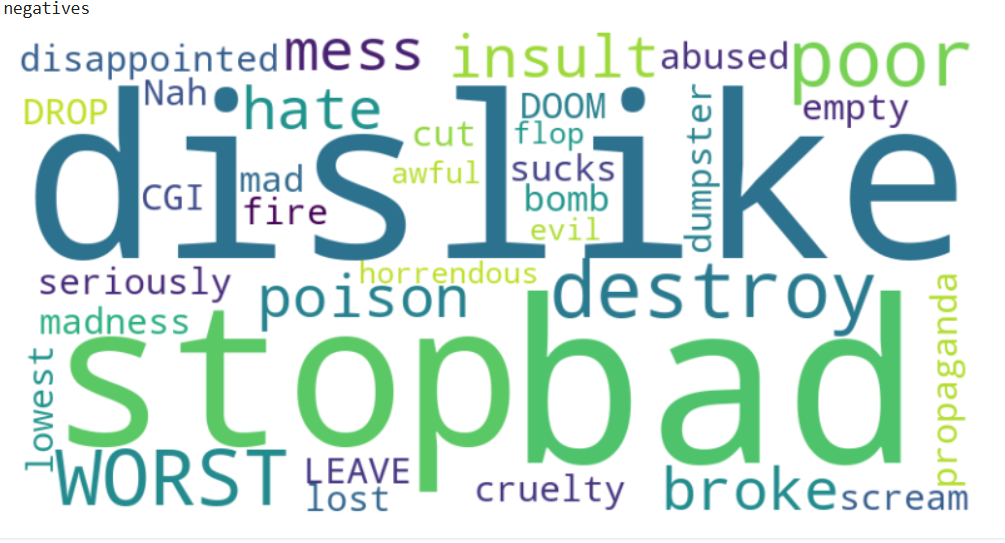 negatives
disappointed
mess
insult
abused
poor
DROP
Nah
hate
DOOM
empty
dislike
cut
flop
dumpster
CGI
mad
awful
sucks
fire
bomb
evil
seriously
horrendous
poison
destroy
madness
stop
bad
propaganda
lowest
WORST
LEAVE
lost
cruelty
broke
scream